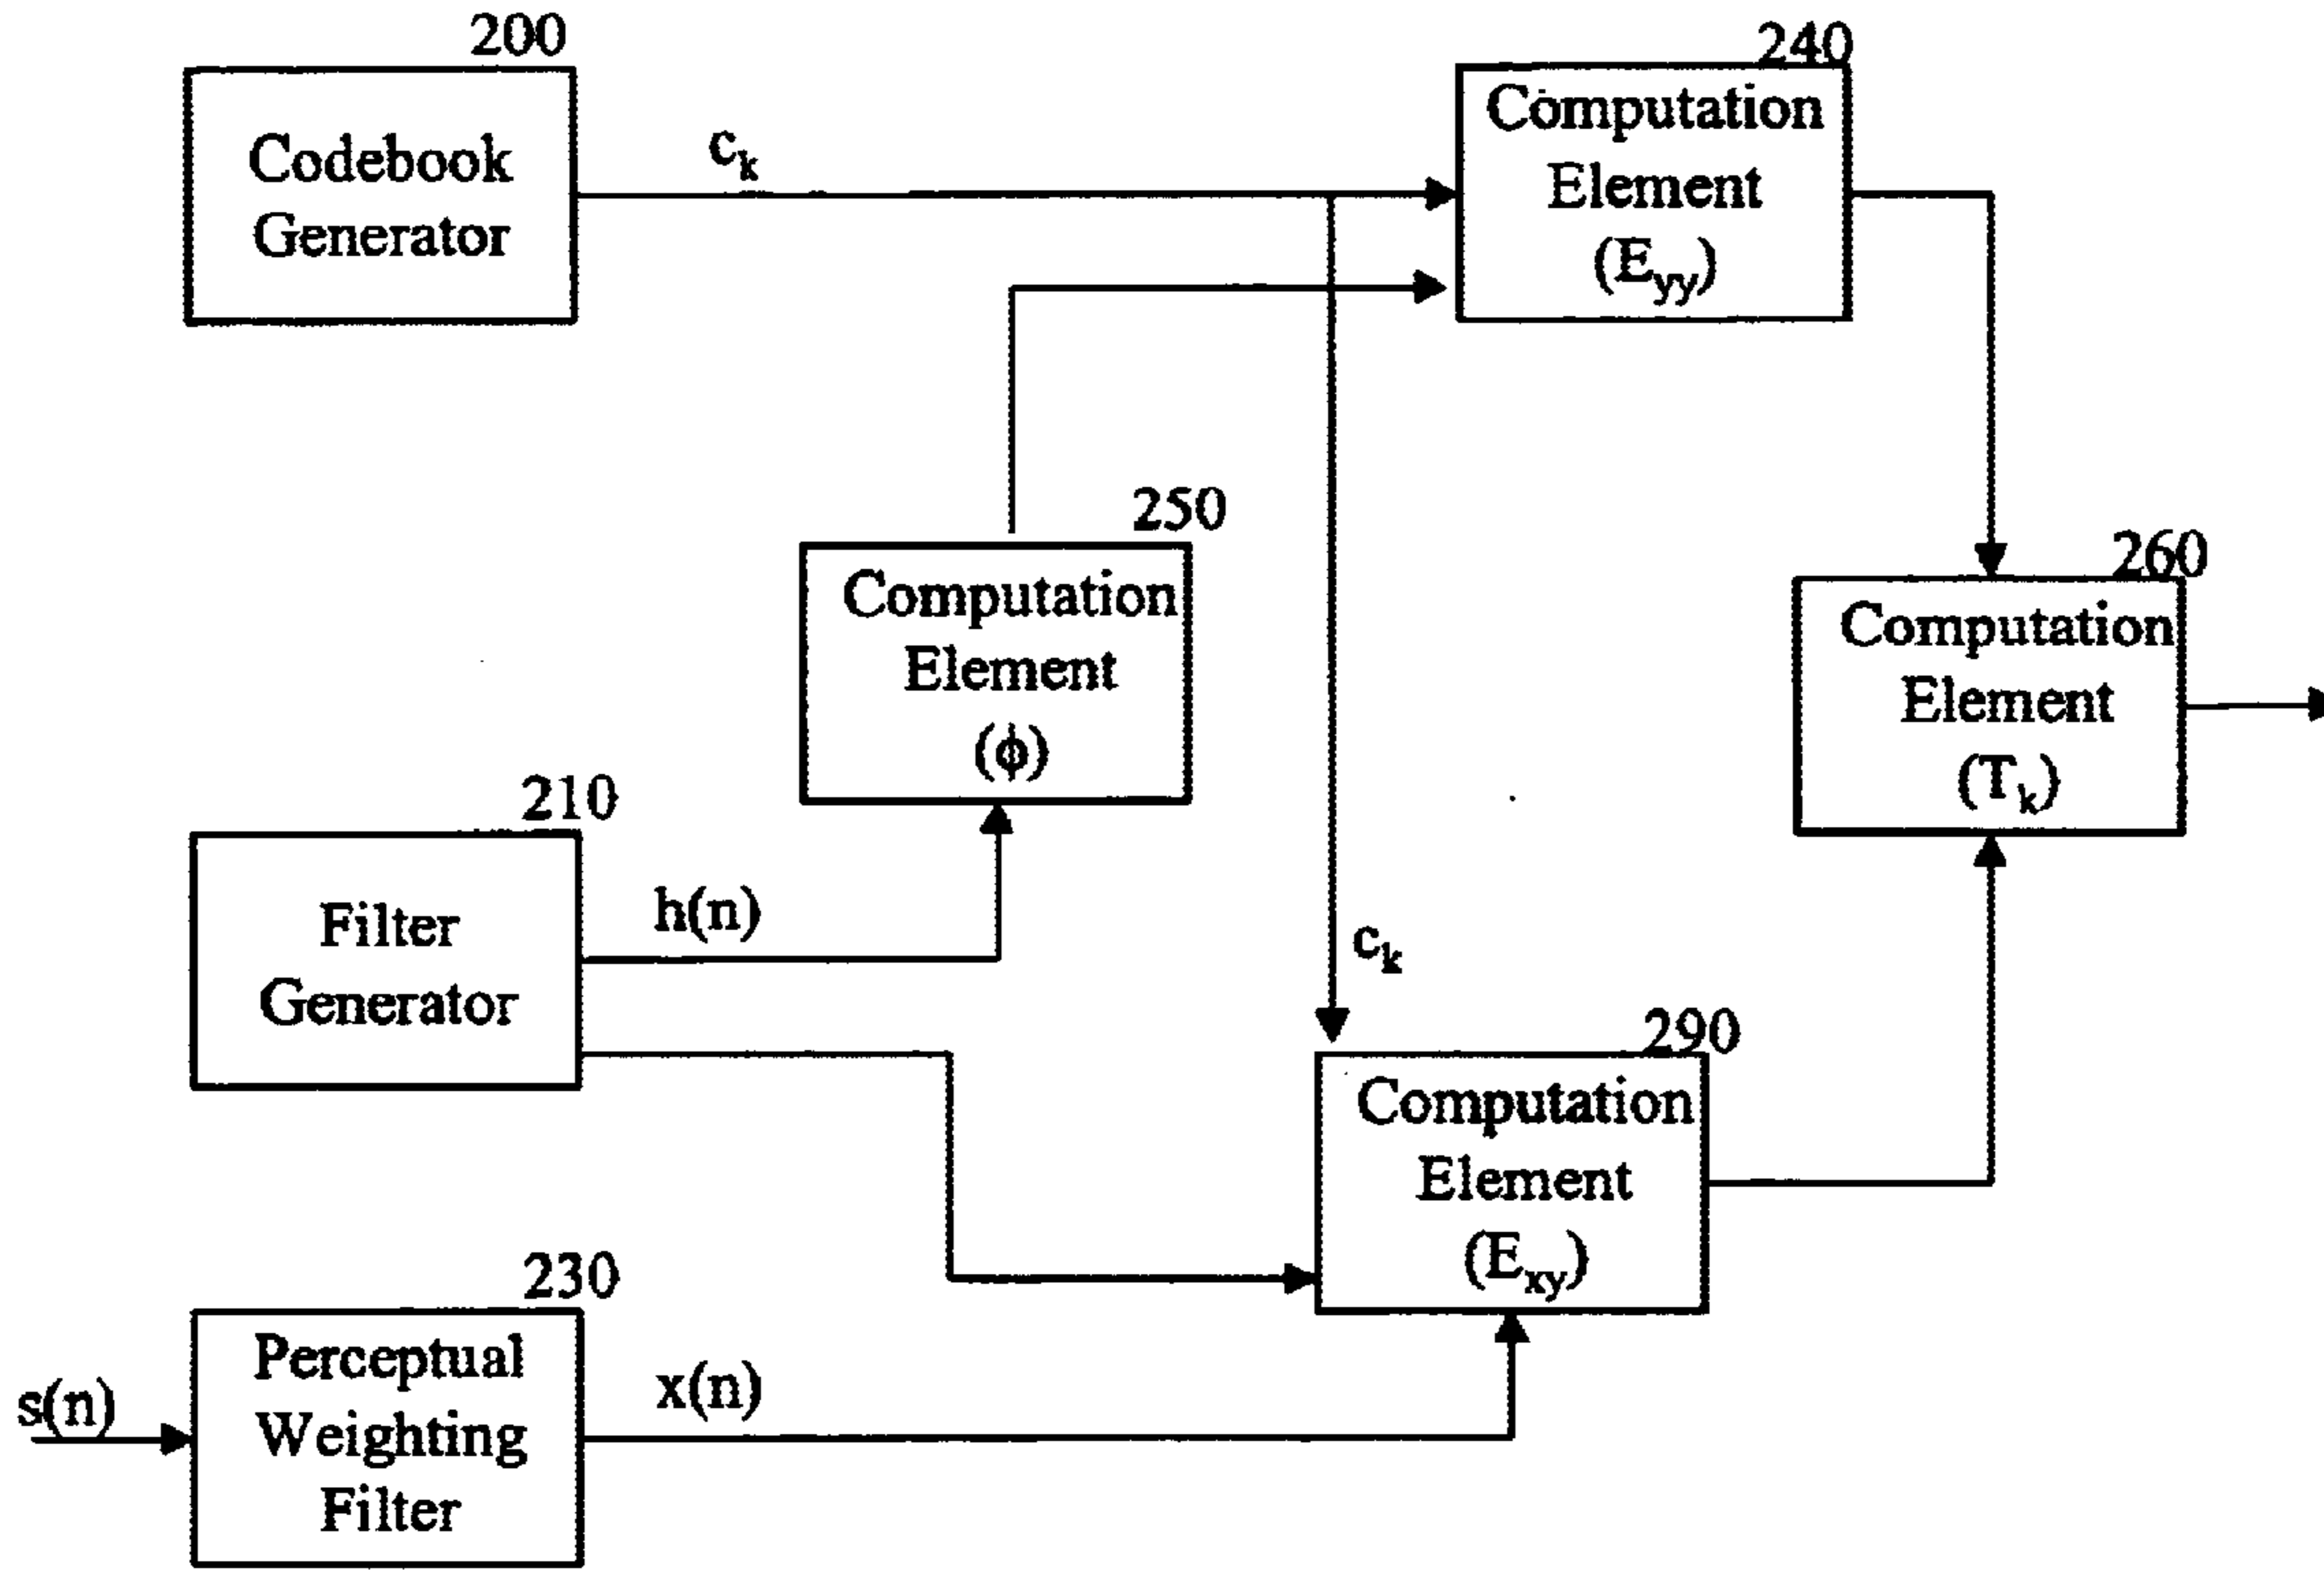 200
Codebook
Generator
c_k
240
Computation
Element
(E_yy)
250
Computation
Element
(ϕ)
260
Computation
Element
(T_k)
210
Filter
Generator
h(n)
c_k
290
Computation
Element
(E_xy)
230
Perceptual
Weighting
Filter
s(n)
x(n)